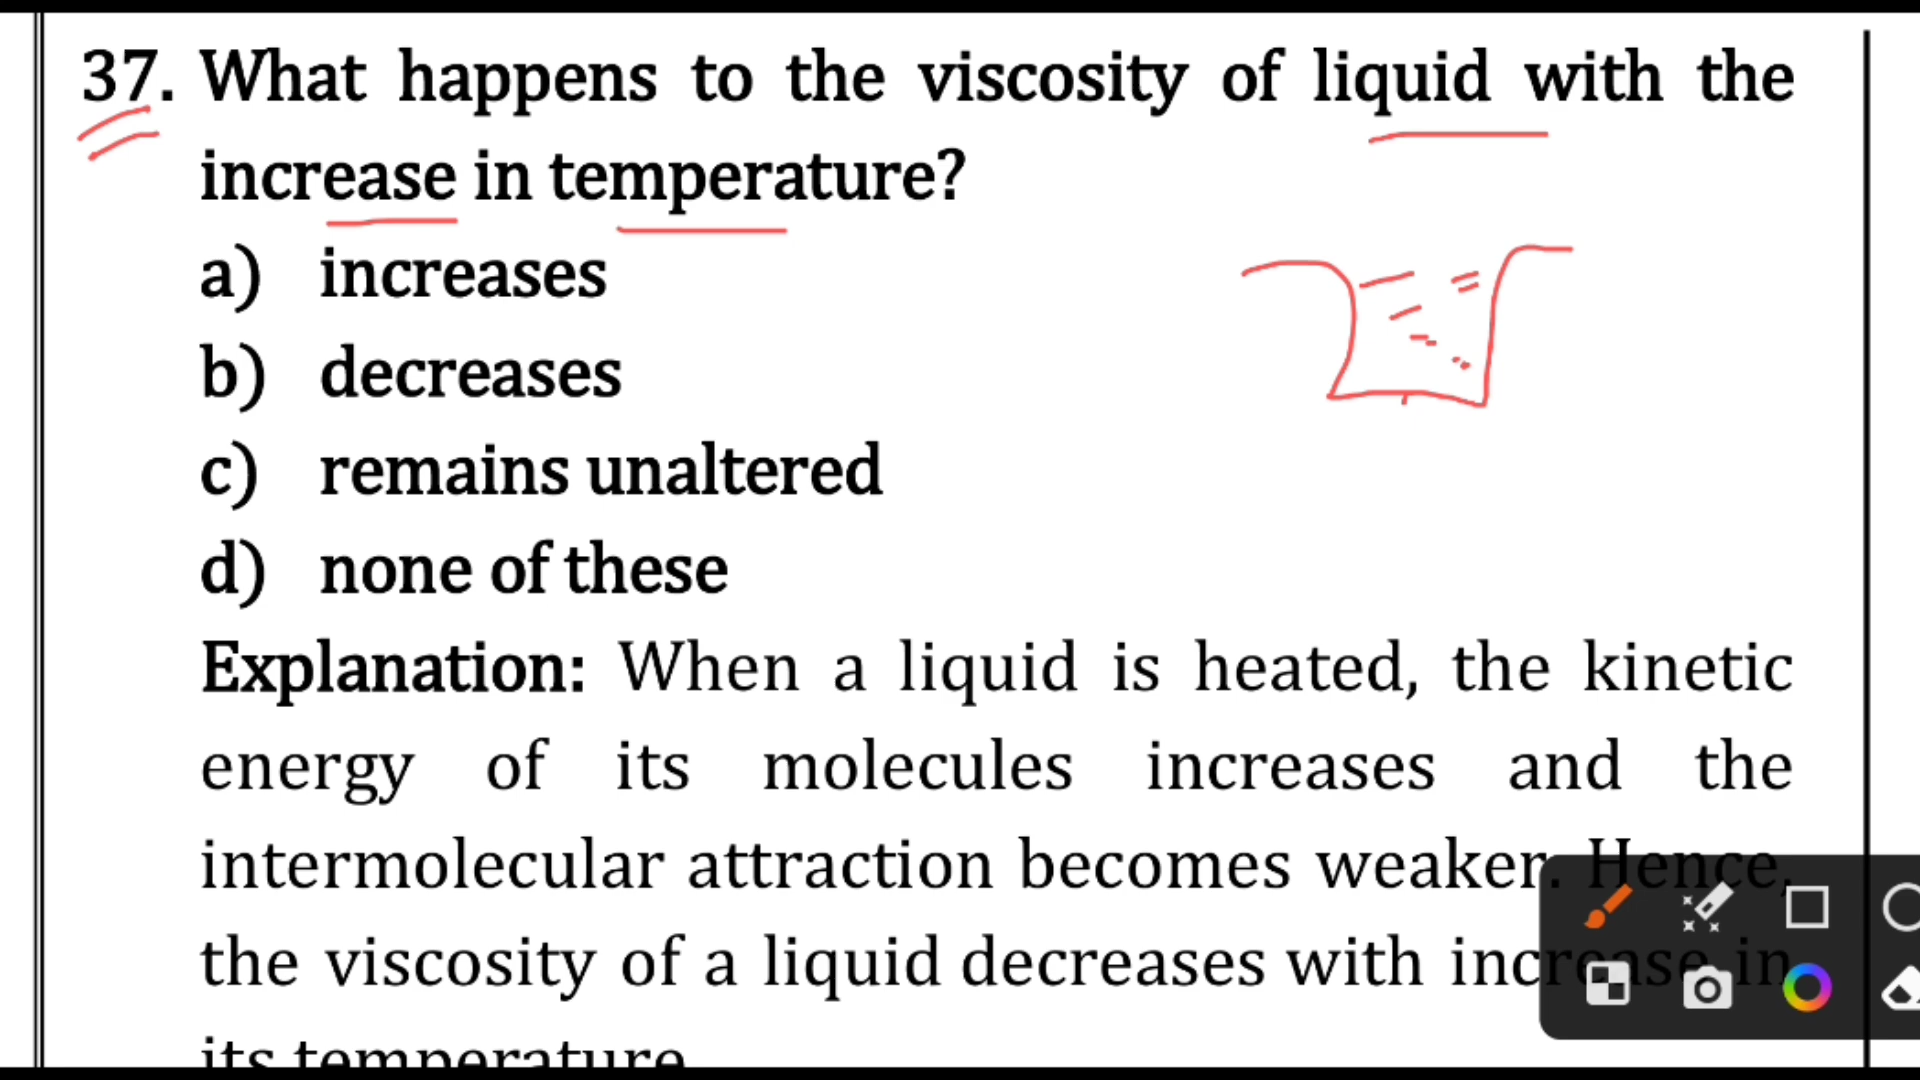 37. What happens to the viscosity of liquid with the
increase in temperature?
a) increases
b) decreases
c) remains unaltered
d) none of these
Explanation: When a liquid is heated, the kinetic
energy of its molecules increases and the
intermolecular attraction becomes weaker. Hence,
the viscosity of a liquid decreases with increase in
its temperature